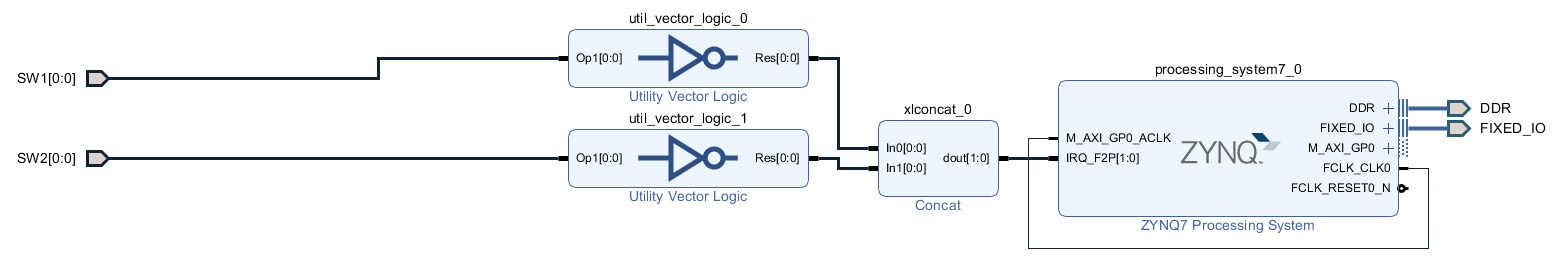 util_vector_logic_0
SW1[0:0]
Op1[0:0]
Res[0:0]
Utility Vector Logic
util_vector_logic_1
SW2[0:0]
Op1[0:0]
Res[0:0]
Utility Vector Logic
xlconcat_0
In0[0:0]
In1[0:0]
dout[1:0]
Concat
processing_system7_0
M_AXI_GP0_ACLK
IRQ_F2P[1:0]
ZYNQ
DDR
FIXED_IO
M_AXI_GP0
FCLK_CLK0
FCLK_RESET0_N
ZYNQ7 Processing System
DDR
FIXED_IO